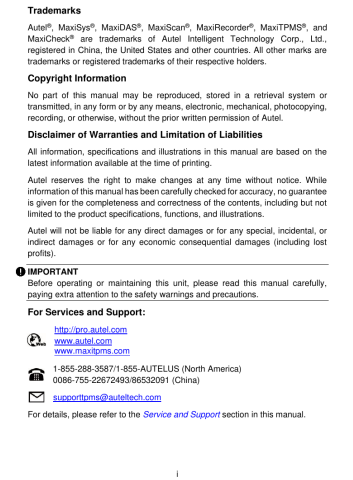 Trademarks
Autel®, MaxiSys®, MaxiDAS®, MaxiScan®, MaxiRecorder®, MaxiTPMS®, and
MaxiCheck® are trademarks of Autel Intelligent Technology Corp., Ltd.,
registered in China, the United States and other countries. All other marks are
trademarks or registered trademarks of their respective holders.
Copyright Information
No part of this manual may be reproduced, stored in a retrieval system or
transmitted, in any form or by any means, electronic, mechanical, photocopying,
recording, or otherwise, without the prior written permission of Autel.
Disclaimer of Warranties and Limitation of Liabilities
All information, specifications and illustrations in this manual are based on the
latest information available at the time of printing.
Autel reserves the right to make changes at any time without notice. While
information of this manual has been carefully checked for accuracy, no guarantee
is given for the completeness and correctness of the contents, including but not
limited to the product specifications, functions, and illustrations.
Autel will not be liable for any direct damages or for any special, incidental, or
indirect damages or for any economic consequential damages (including lost
profits).
IMPORTANT
Before operating or maintaining this unit, please read this manual carefully,
paying extra attention to the safety warnings and precautions.
For Services and Support:
http://pro.autel.com
Web www.autel.com
www.maxitpms.com
1-855-288-3587/1-855-AUTELUS (North America)
0086-755-22672493/86532091 (China)
supporttpms@auteltech.com
For details, please refer to the Service and Support section in this manual.
i